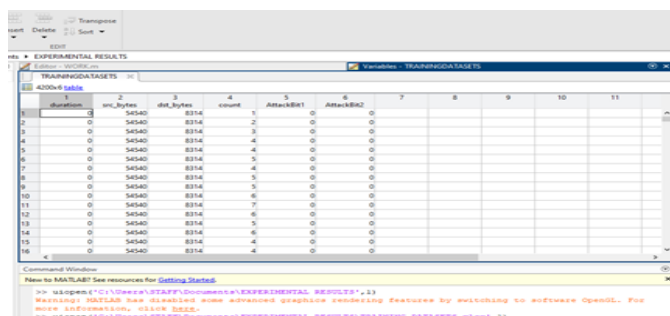 Transpose
Insert Delete Sort
EDIT
nts ▸ EXPERIMENTAL RESULTS
Editor - WORK.m Variables - TRAININGDATASETS
TRAININGDATASETS
4200x6 table
1 2 3 4 5 6 7 8 9 10 11
duration src_bytes dst_bytes count AttackBit1 AttackBit2
1 0 54540 8314 1 0 0
2 0 54540 8314 2 0 0
3 0 54540 8314 3 0 0
4 0 54540 8314 4 0 0
5 0 54540 8314 4 0 0
6 0 54540 8314 5 0 0
7 0 54540 8314 4 0 0
8 0 54540 8314 5 0 0
9 0 54540 8314 5 0 0
10 0 54540 8314 6 0 0
11 0 54540 8314 7 0 0
12 0 54540 8314 6 0 0
13 0 54540 8314 5 0 0
14 0 54540 8314 6 0 0
15 0 54540 8314 4 0 0
16 0 54540 8314 4 0 0
Command Window
New to MATLAB? See resources for Getting Started.
>> uiopen('C:\Users\STAFF\Documents\EXPERIMENTAL RESULTS',1)
Warning: MATLAB has disabled some advanced graphics rendering features by switching to software OpenGL. For
more information, click here.